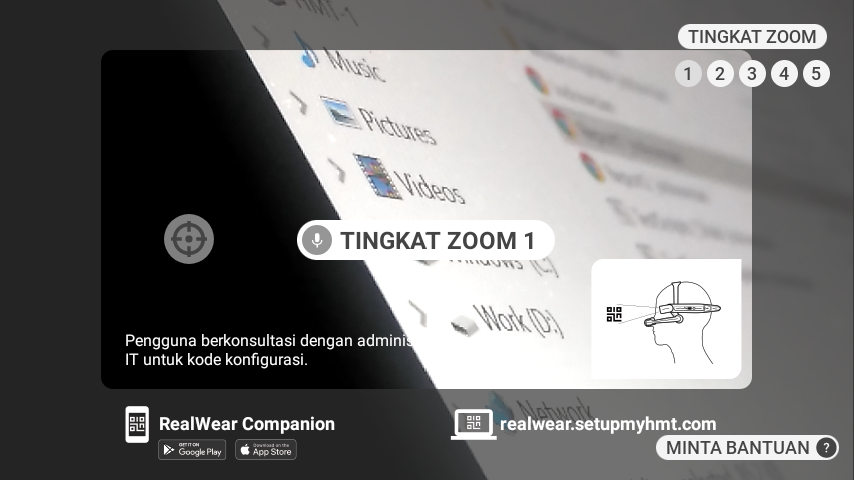 HMT-1
TINGKAT ZOOM
1 2 3 4 5
Music
Pictures
Videos
TINGKAT ZOOM 1
Windows (C:)
Work (D:)
Pengguna berkonsultasi dengan adminis
IT untuk kode konfigurasi.
Network
RealWear Companion
realwear.setupmyhmt.com
GET IT ON
Google Play
Download on the
App Store
MINTA BANTUAN ?